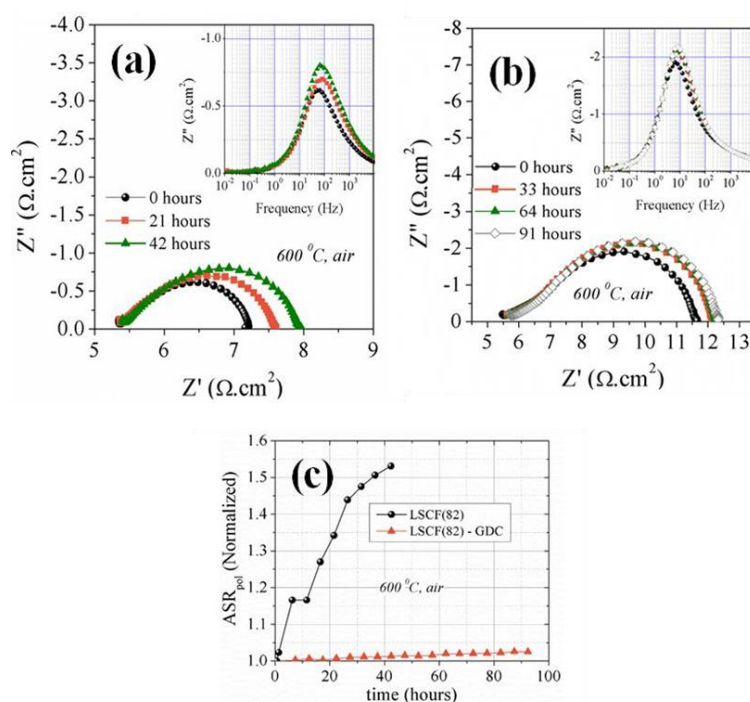 (a)
-4.0
-3.5
-3.0
-2.5
-2.0
-1.5
-1.0
-0.5
0.0
Z'' (Ω.cm²)
5 6 7 8 9
Z' (Ω.cm²)
0 hours
21 hours
42 hours
600 ⁰C, air
-1.0
-0.5
0.0
Z'' (Ω.cm²)
10⁻² 10⁻¹ 10⁰ 10¹ 10² 10³
Frequency (Hz)
(b)
-8
-7
-6
-5
-4
-3
-2
-1
0
Z'' (Ω.cm²)
5 6 7 8 9 10 11 12 13
Z' (Ω.cm²)
0 hours
33 hours
64 hours
91 hours
600 ⁰C, air
-2
-1
0
Z'' (Ω.cm²)
10⁻² 10⁻¹ 10⁰ 10¹ 10² 10³
Frequency (Hz)
(c)
1.6
1.5
1.4
1.3
1.2
1.1
1.0
ASRpol (Normalized)
LSCF(82)
LSCF(82) - GDC
600 ⁰C, air
0 20 40 60 80 100
time (hours)